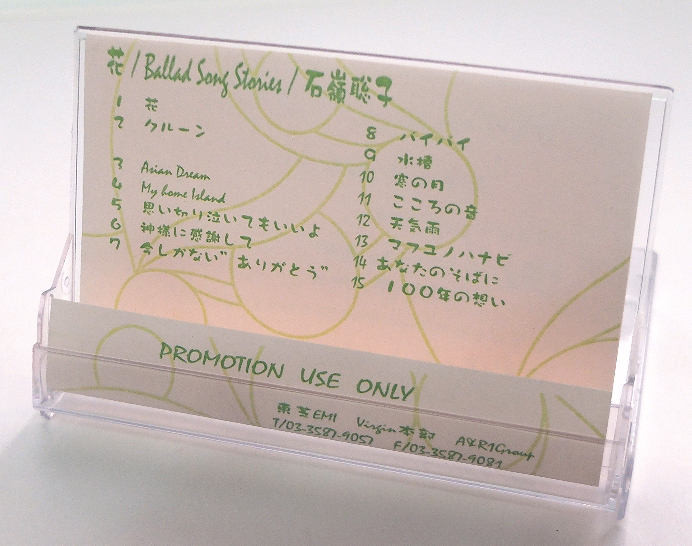 花 / Ballad Song Stories / 石嶺聡子
1 花
2 クルーン
3 Asian Dream
4 My home Island
5 思い切り泣いてもいいよ
6 神様に感謝して
7 今しかない゛ありがとう゛
8 バイバイ
9 水槽
10 窓の月
11 こころの音
12 天気雨
13 マフユノハナビ
14 あなたのそばに
15 100年の想い
PROMOTION USE ONLY
東芝EMI Virgin本部 A&R1Group
T/03-3587-9057 F/03-3587-9081